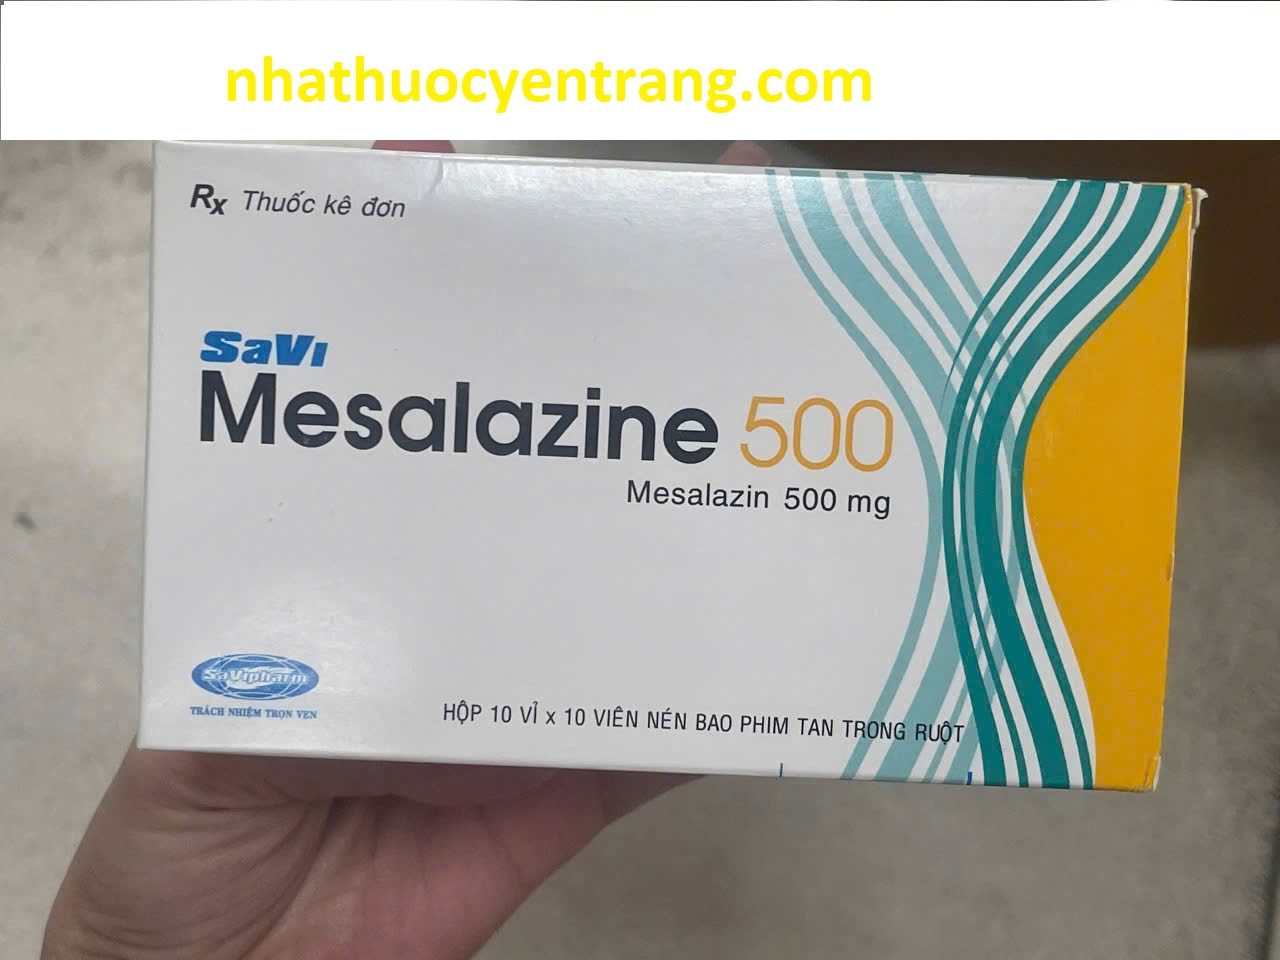 nhathuocyentrang.com
Rx Thuốc kê đơn
SaVi
Mesalazine 500
Mesalazin 500 mg
SaVipharm
TRÁCH NHIỆM TRỌN VẸN
HỘP 10 VỈ x 10 VIÊN NÉN BAO PHIM TAN TRONG RUỘT